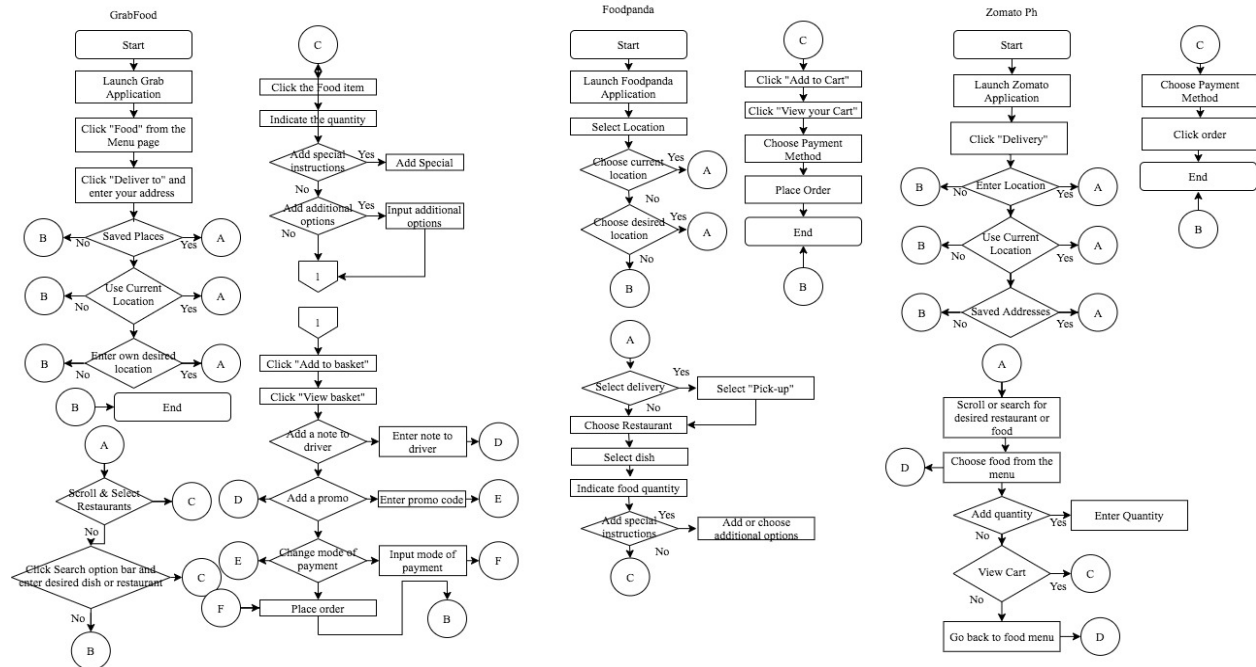 GrabFood
Start
Launch Grab
Application
Click "Food" from the
Menu page
Click "Deliver to" and
enter your address
B
No
Saved Places
Yes
A
B
No
Use Current
Location
Yes
A
B
No
Enter own desired
location
Yes
A
B
End
A
Scroll & Select
Restaurants
C
No
Click Search option bar and
enter desired dish or restaurant
C
No
B
C
Click the Food item
Indicate the quantity
Add special
instructions
Yes
Add Special
No
Add additional
options
Yes
Input additional
options
No
1
1
Click "Add to basket"
Click "View basket"
Add a note to
driver
Enter note to
driver
D
D
Add a promo
Enter promo code
E
E
Change mode of
payment
Input mode of
payment
F
F
Place order
B
Foodpanda
Start
Launch Foodpanda
Application
Select Location
Choose current
location
Yes
A
No
Choose desired
location
Yes
A
No
B
C
Click "Add to Cart"
Click "View your Cart"
Choose Payment
Method
Place Order
End
B
A
Select delivery
Yes
Select "Pick-up"
No
Choose Restaurant
Select dish
Indicate food quantity
Add special
instructions
Yes
Add or choose
additional options
No
C
Zomato Ph
Start
Launch Zomato
Application
Click "Delivery"
B
No
Enter Location
Yes
A
B
No
Use Current
Location
Yes
A
B
No
Saved Addresses
Yes
A
A
Scroll or search for
desired restaurant or
food
D
Choose food from the
menu
Add quantity
Yes
Enter Quantity
No
View Cart
Yes
C
No
Go back to food menu
D
C
Choose Payment
Method
Click order
End
B